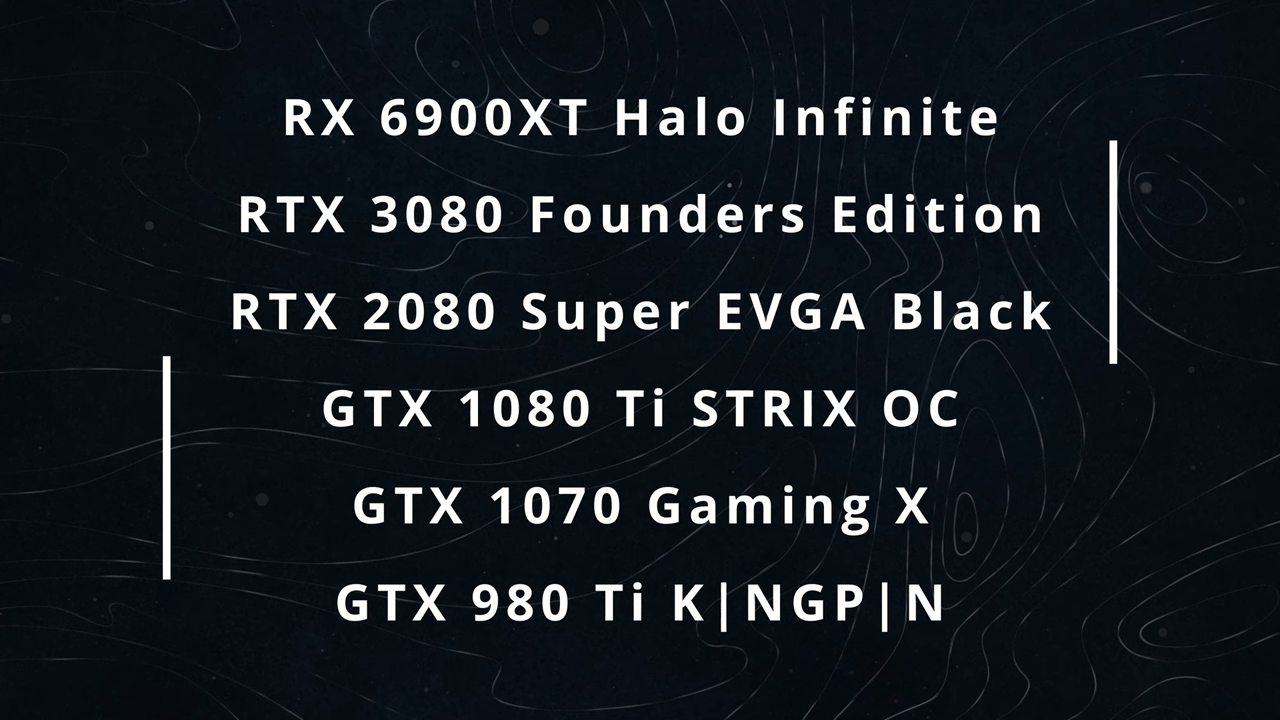 RX 6900XT Halo Infinite
RTX 3080 Founders Edition
RTX 2080 Super EVGA Black
GTX 1080 Ti STRIX OC
GTX 1070 Gaming X
GTX 980 Ti K|NGP|N